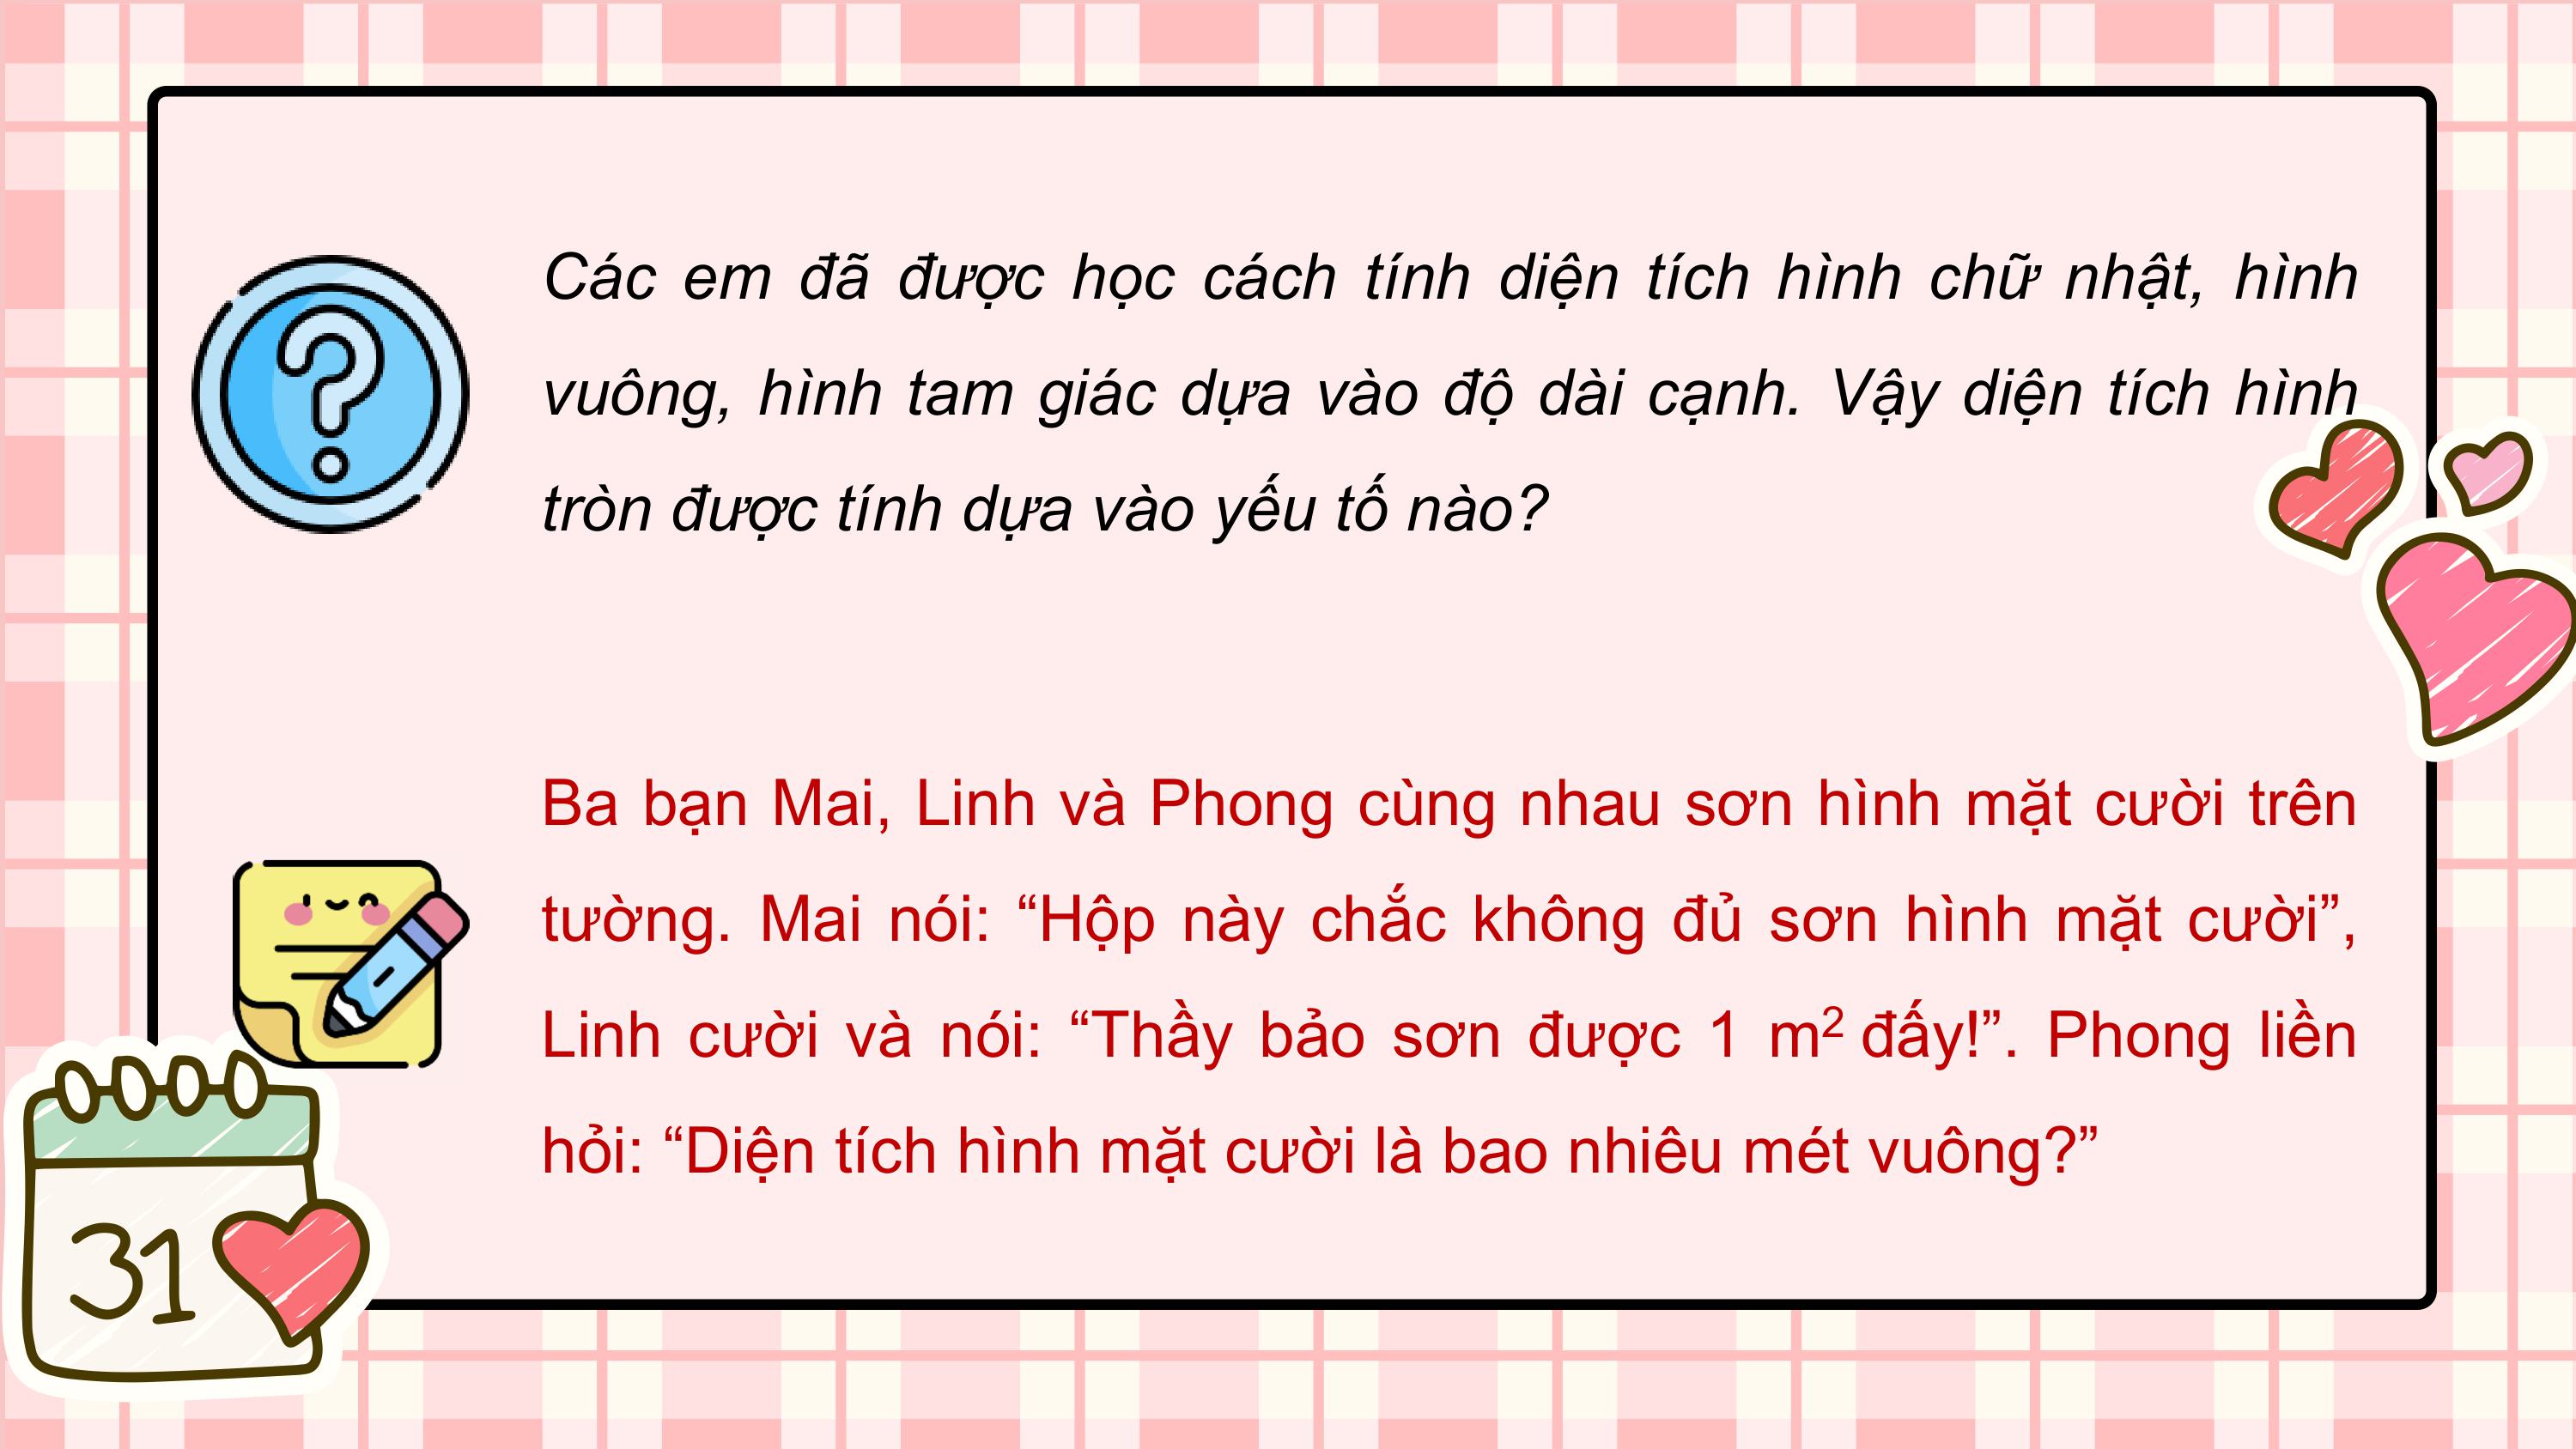 Các em đã được học cách tính diện tích hình chữ nhật, hình
vuông, hình tam giác dựa vào độ dài cạnh. Vậy diện tích hình
tròn được tính dựa vào yếu tố nào?
Ba bạn Mai, Linh và Phong cùng nhau sơn hình mặt cười trên
tường. Mai nói: “Hộp này chắc không đủ sơn hình mặt cười”,
Linh cười và nói: “Thầy bảo sơn được 1 m² đấy!”. Phong liền
hỏi: “Diện tích hình mặt cười là bao nhiêu mét vuông?”
31